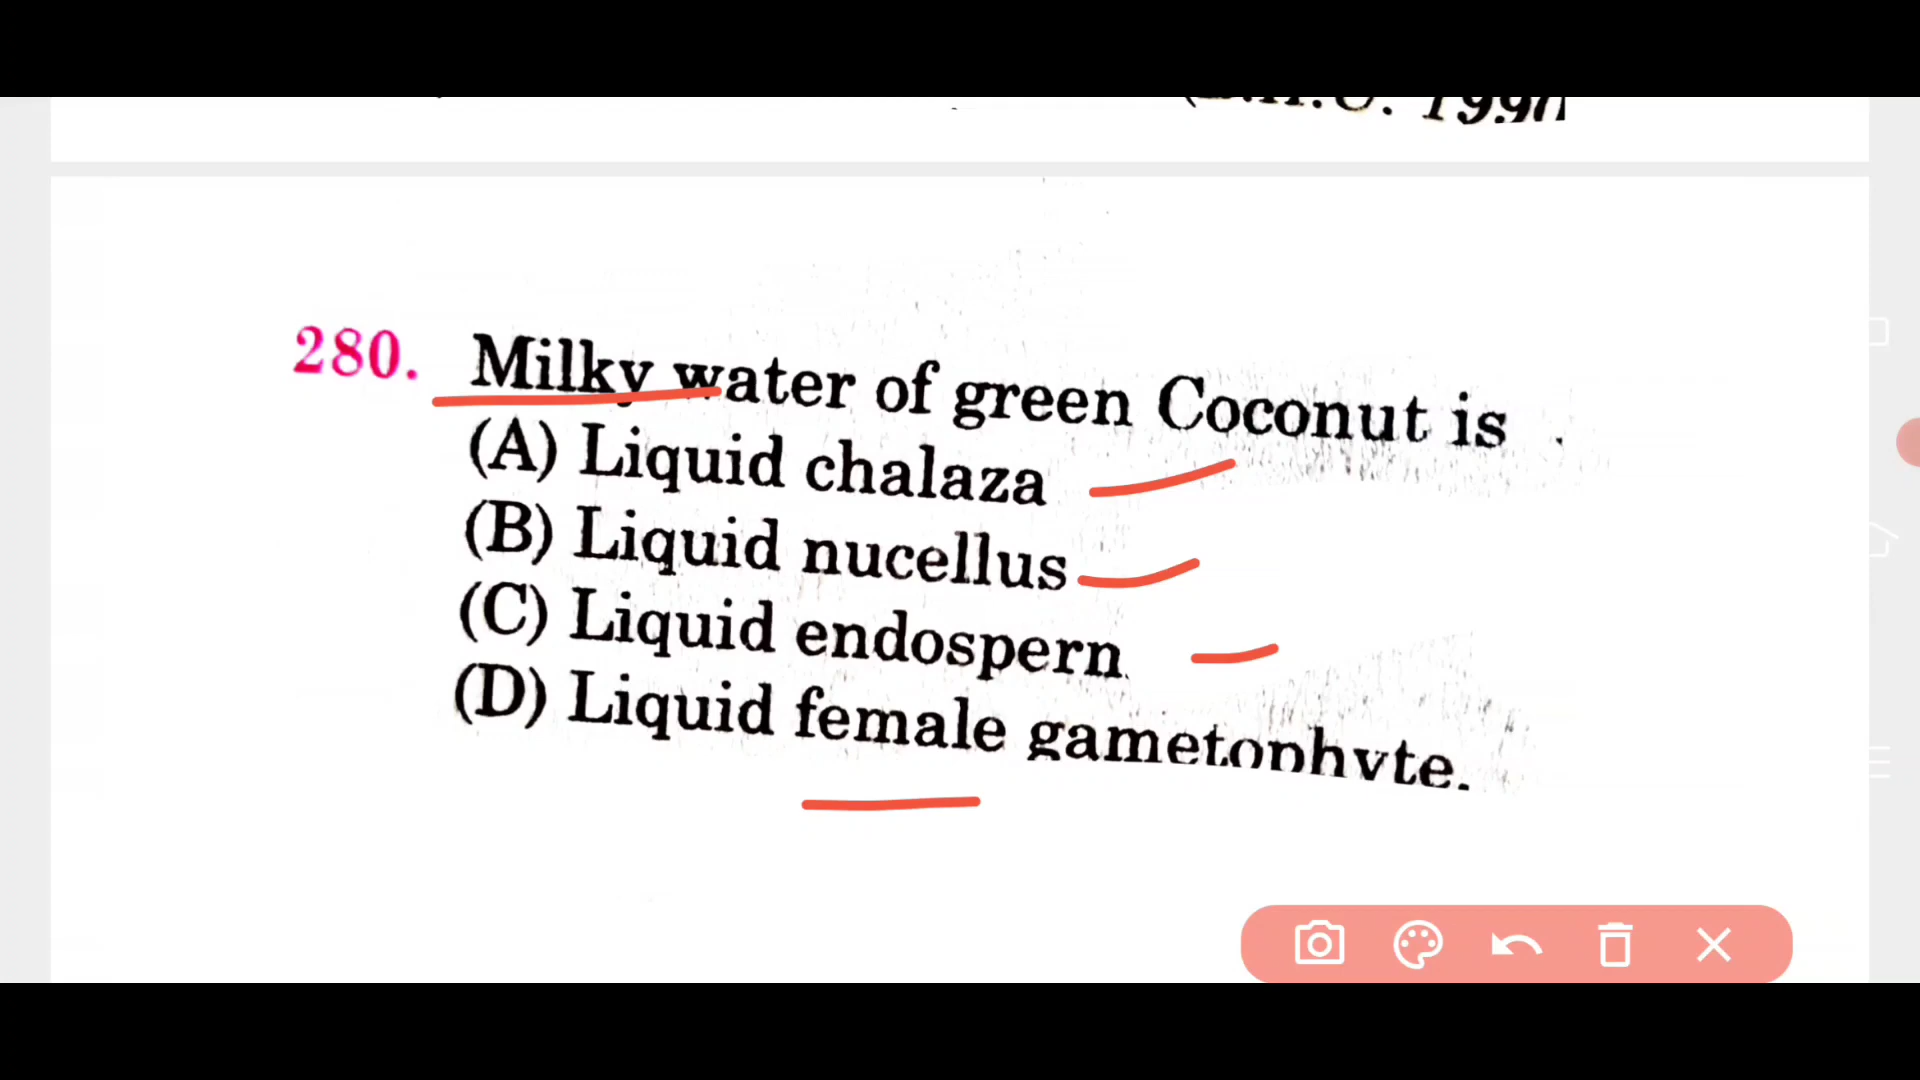 280. Milky water of green Coconut is
(A) Liquid chalaza
(B) Liquid nucellus
(C) Liquid endospern
(D) Liquid female gametophyte.